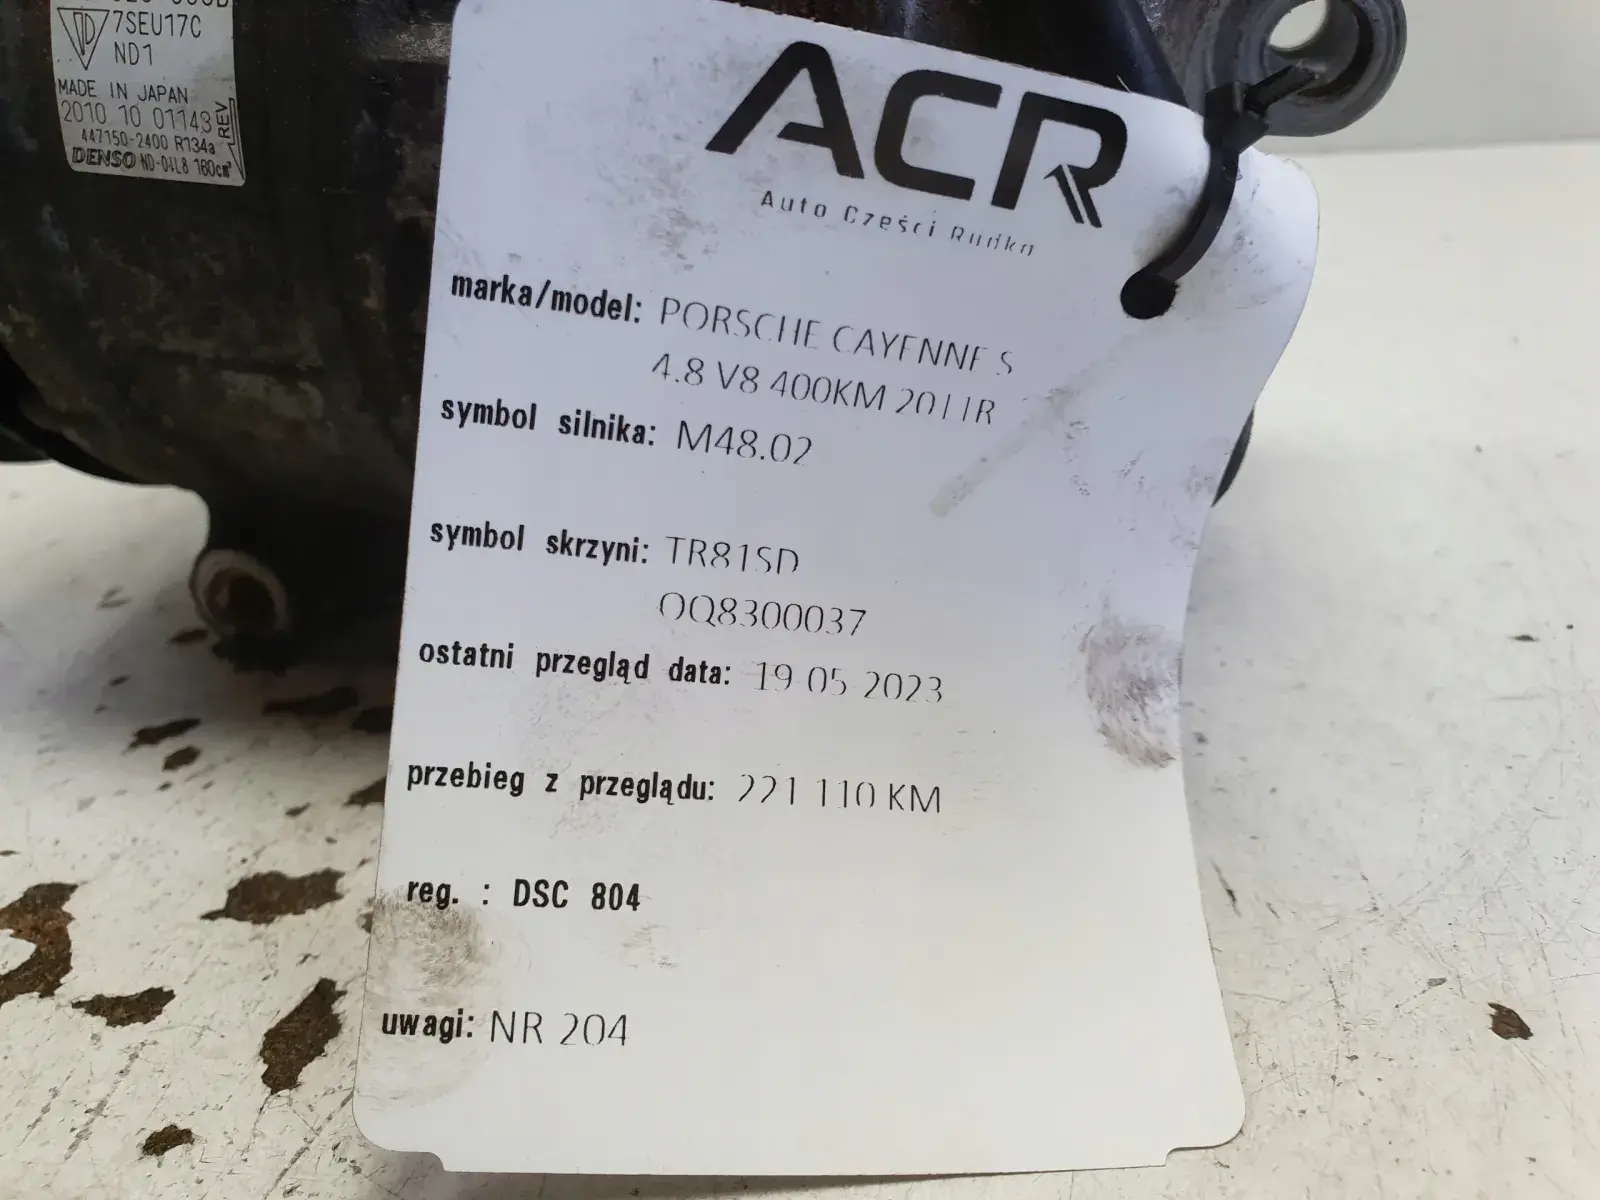 7SEU17C
ND1
MADE IN JAPAN
2010 10 01143
REV
447150-2400 R134a
DENSO ND-OIL8 180cm³
ACR
Auto Części Rudka
marka/model: PORSCHE CAYENNE S
4.8 V8 400KM 2011R
symbol silnika: M48.02
symbol skrzyni: TR81SD
0Q8300037
ostatni przegląd data: 19 05 2023
przebieg z przeglądu: 221 110 KM
reg. : DSC 804
uwagi: NR 204